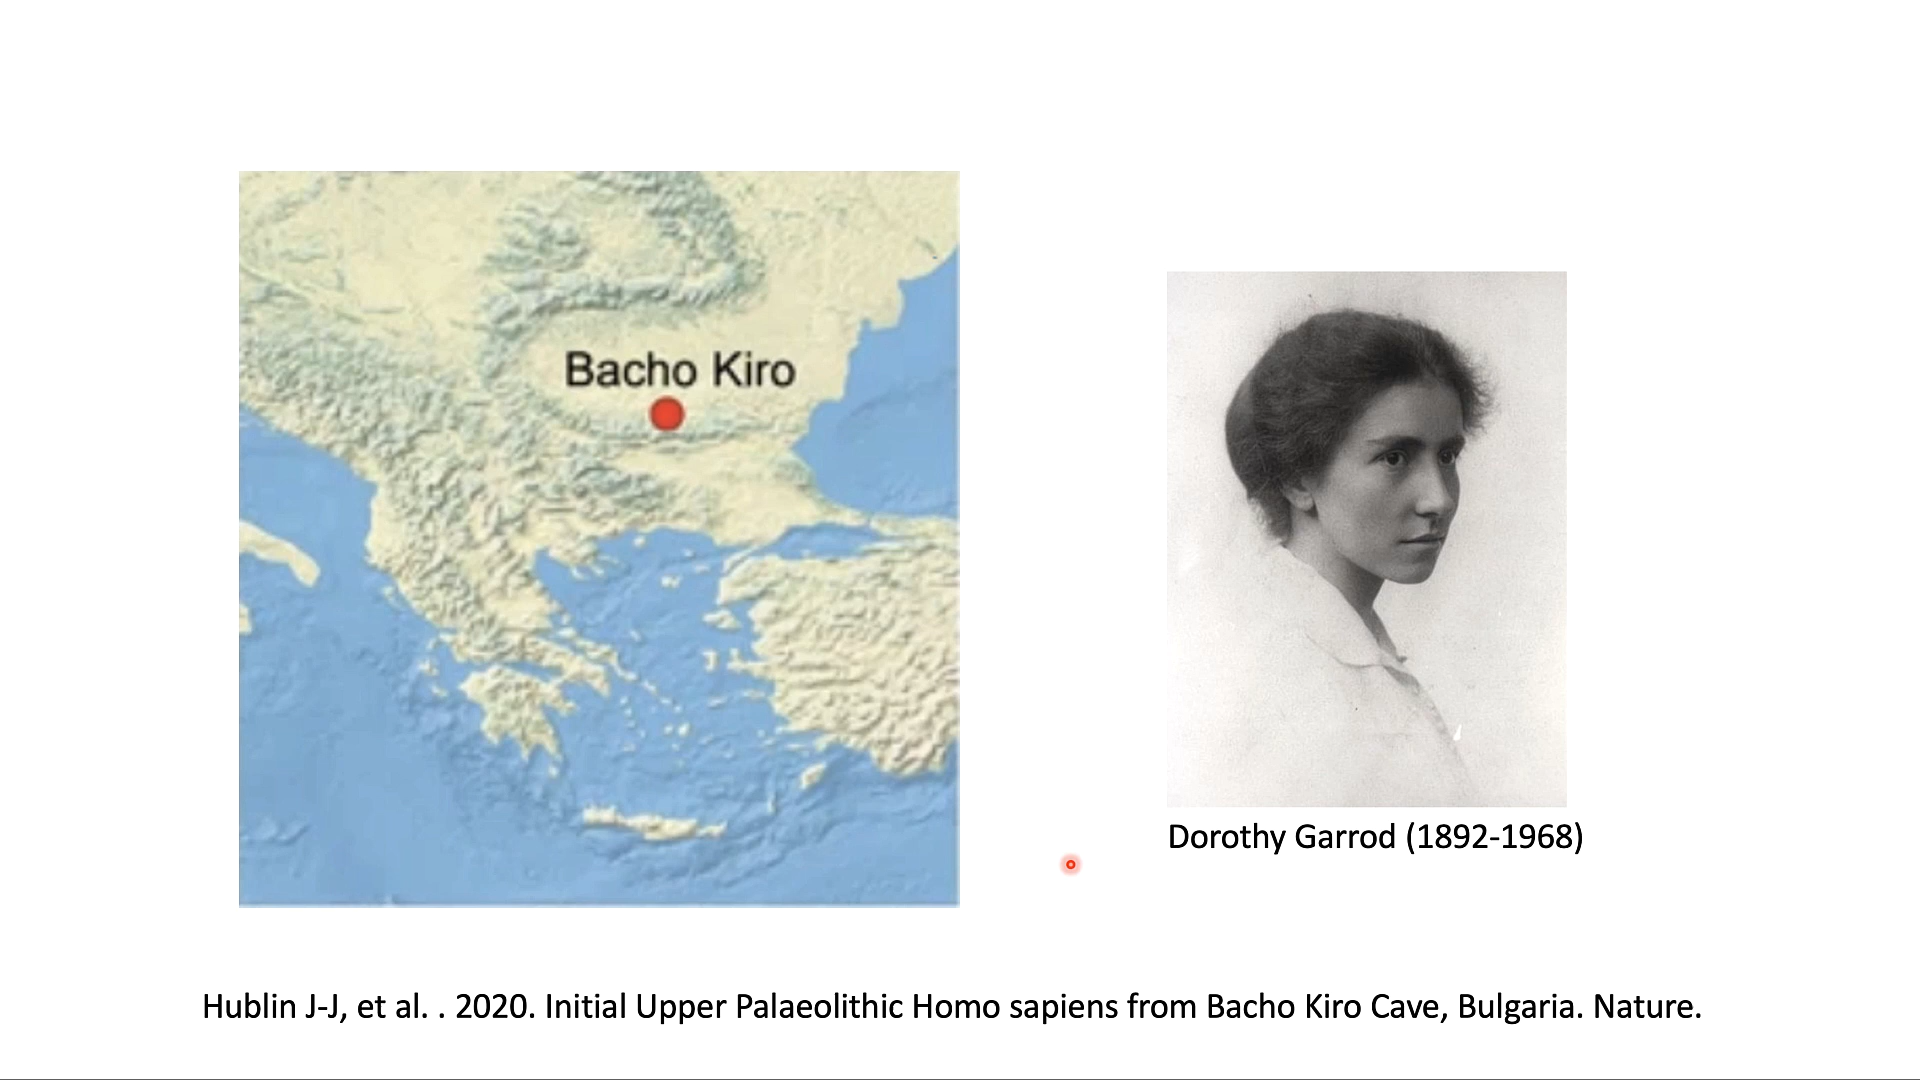 Bacho Kiro
Dorothy Garrod (1892-1968)
Hublin J-J, et al. . 2020. Initial Upper Palaeolithic Homo sapiens from Bacho Kiro Cave, Bulgaria. Nature.